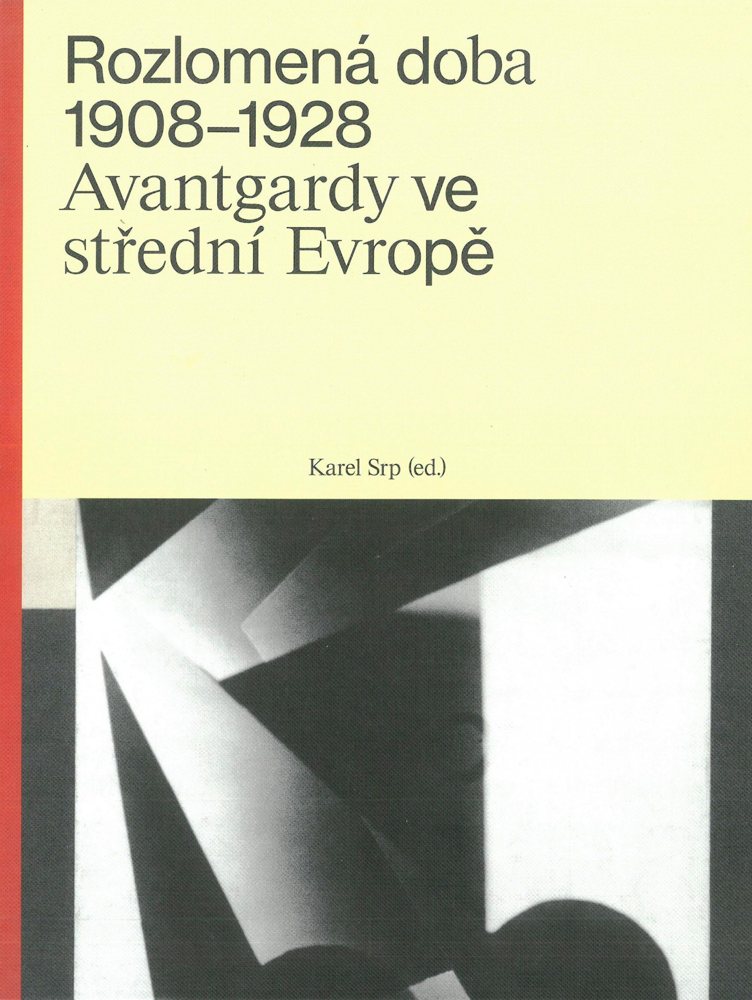 Rozlomená doba
1908–1928
Avantgardy ve
střední Evropě
Karel Srp (ed.)